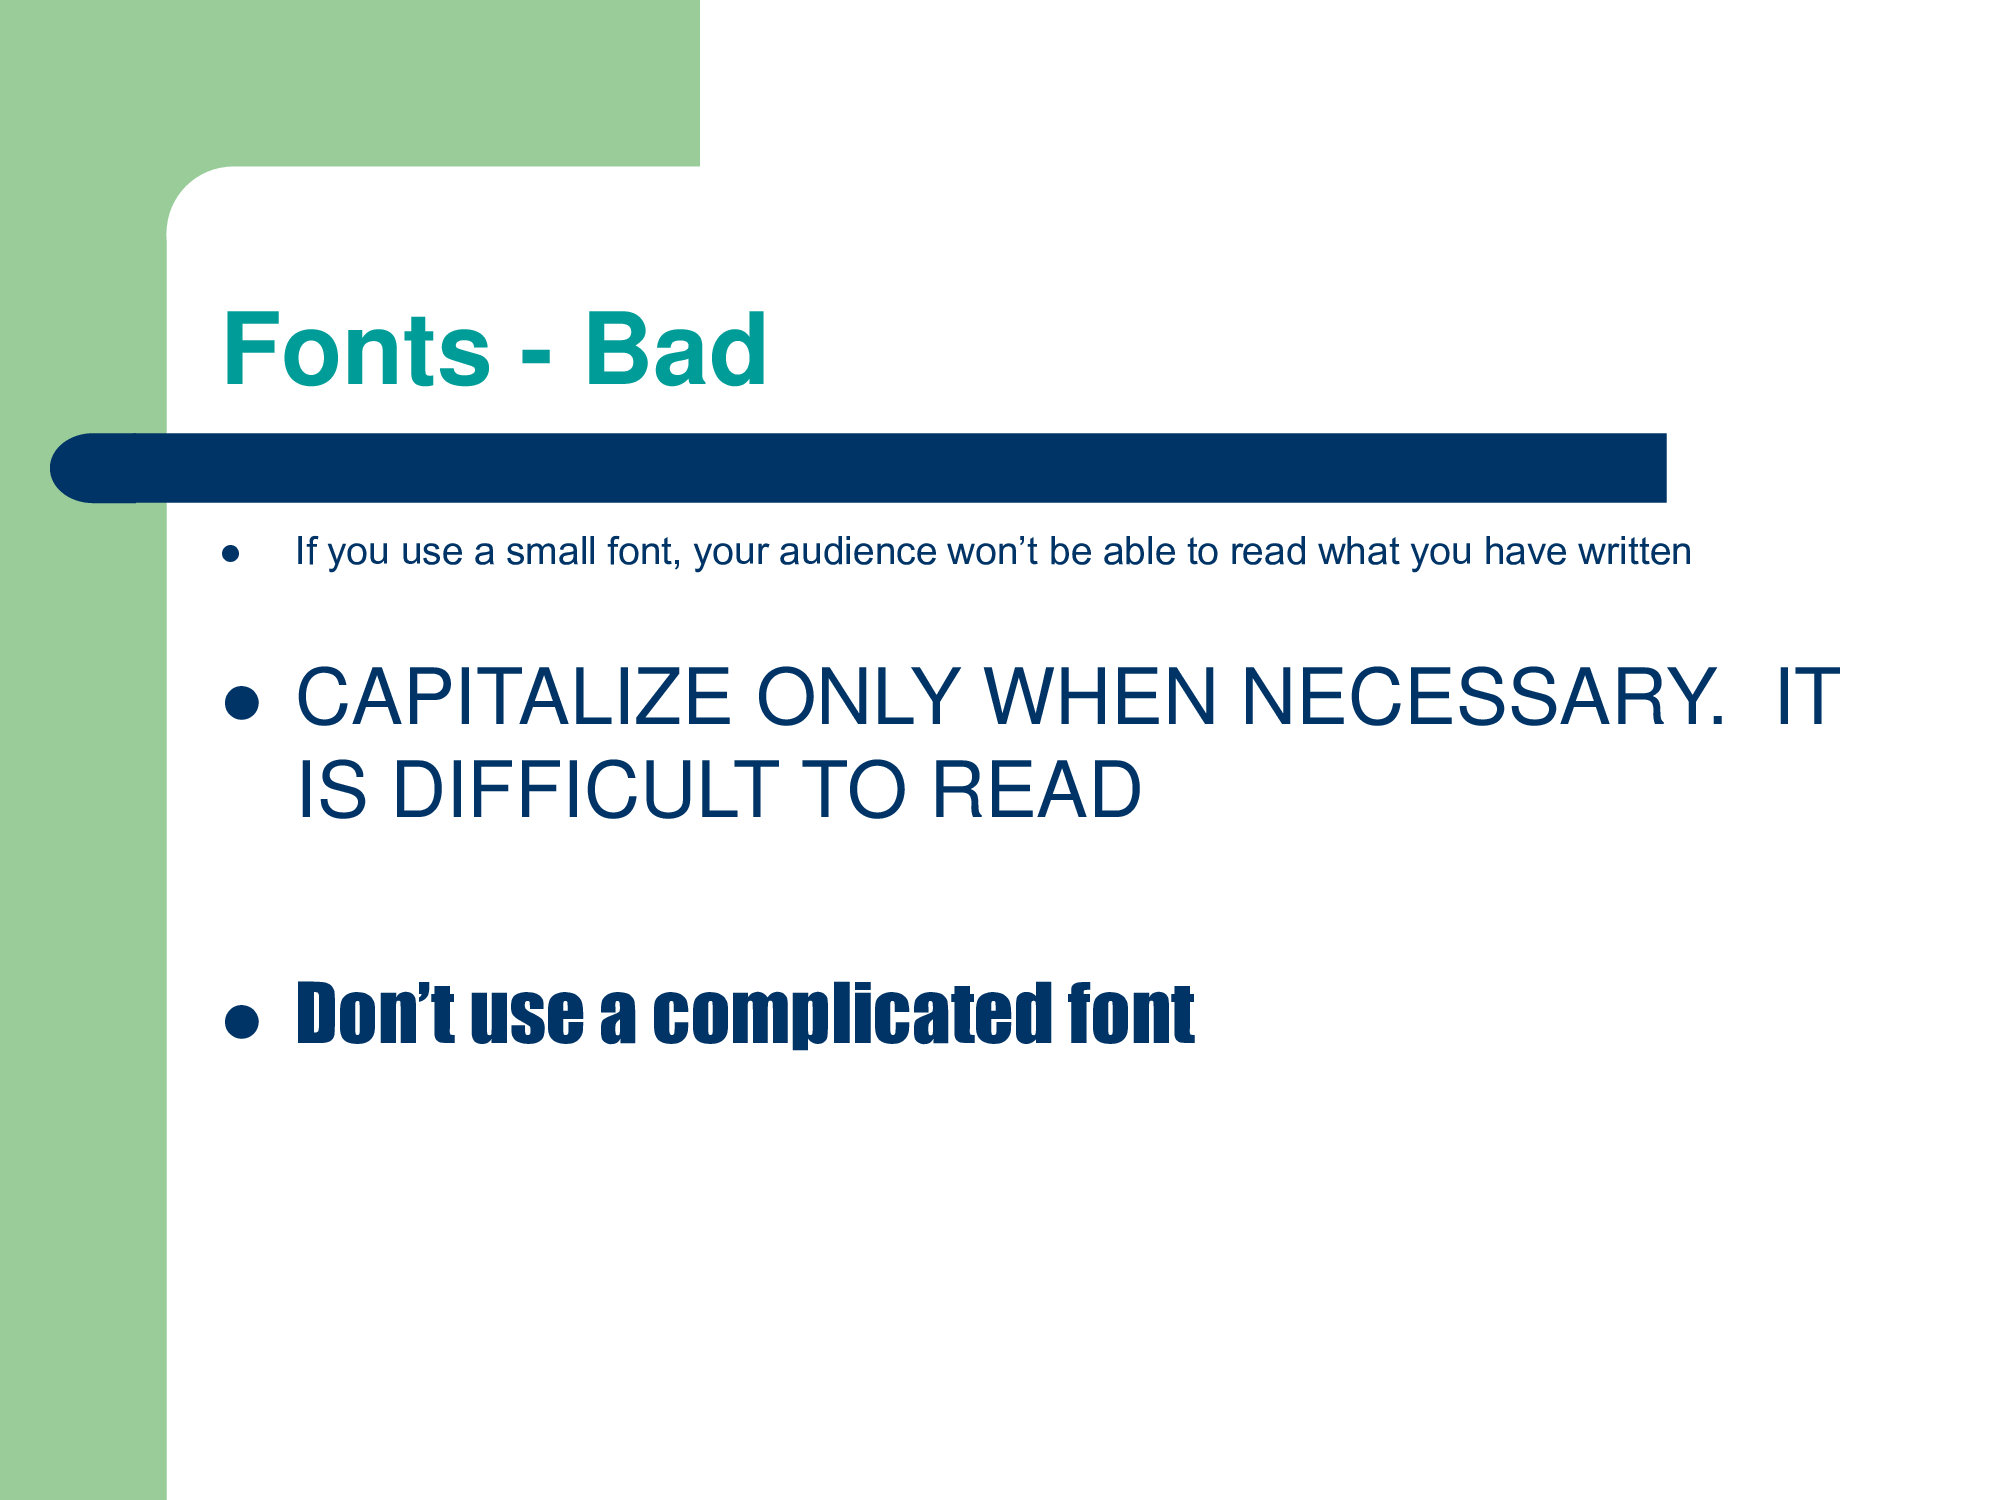 Fonts - Bad
● If you use a small font, your audience won’t be able to read what you have written
● CAPITALIZE ONLY WHEN NECESSARY.  IT
IS DIFFICULT TO READ
● Don’t use a complicated font